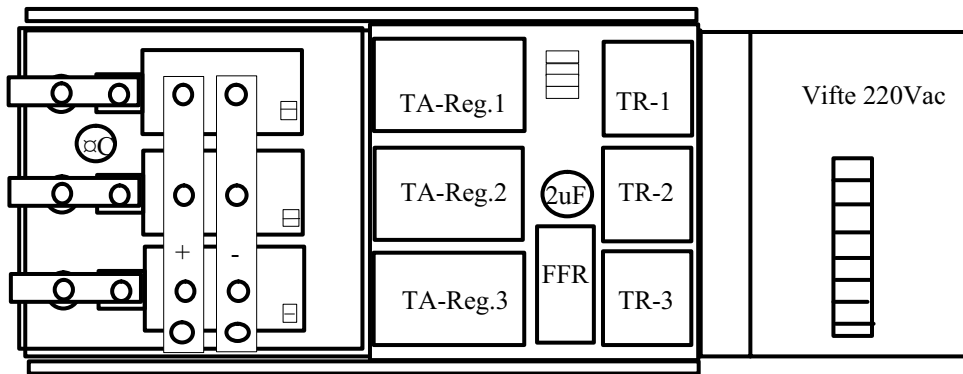 TA-Reg.1
TR-1
Vifte 220Vac
¤C
TA-Reg.2
2uF
TR-2
+ -
FFR
TA-Reg.3
TR-3